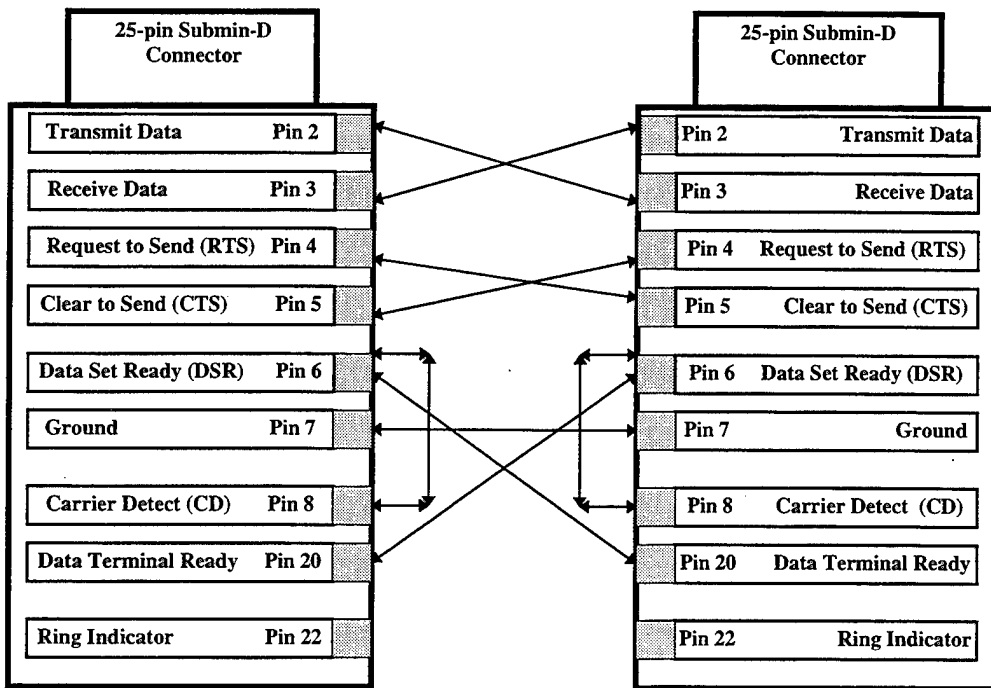 25-pin Submin-D
Connector
Transmit Data Pin 2
Receive Data Pin 3
Request to Send (RTS) Pin 4
Clear to Send (CTS) Pin 5
Data Set Ready (DSR) Pin 6
Ground Pin 7
Carrier Detect (CD) Pin 8
Data Terminal Ready Pin 20
Ring Indicator Pin 22
25-pin Submin-D
Connector
Pin 2 Transmit Data
Pin 3 Receive Data
Pin 4 Request to Send (RTS)
Pin 5 Clear to Send (CTS)
Pin 6 Data Set Ready (DSR)
Pin 7 Ground
Pin 8 Carrier Detect (CD)
Pin 20 Data Terminal Ready
Pin 22 Ring Indicator